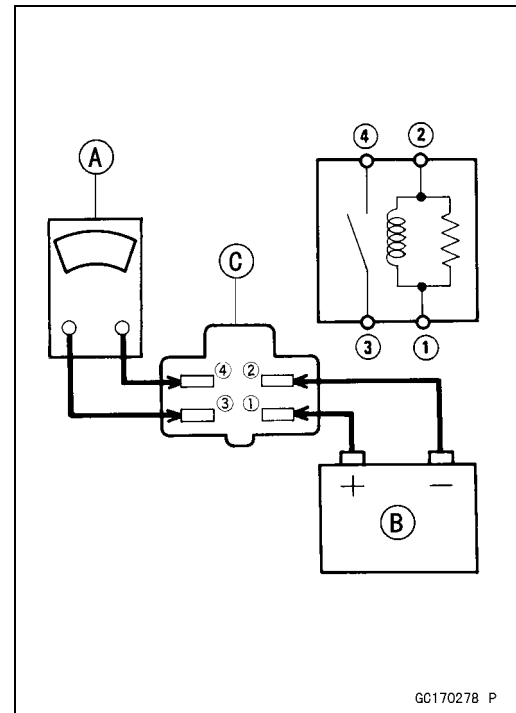 ④ ②
A
C
③ ①
④ ②
③ ①
+ −
B
GC170278 P